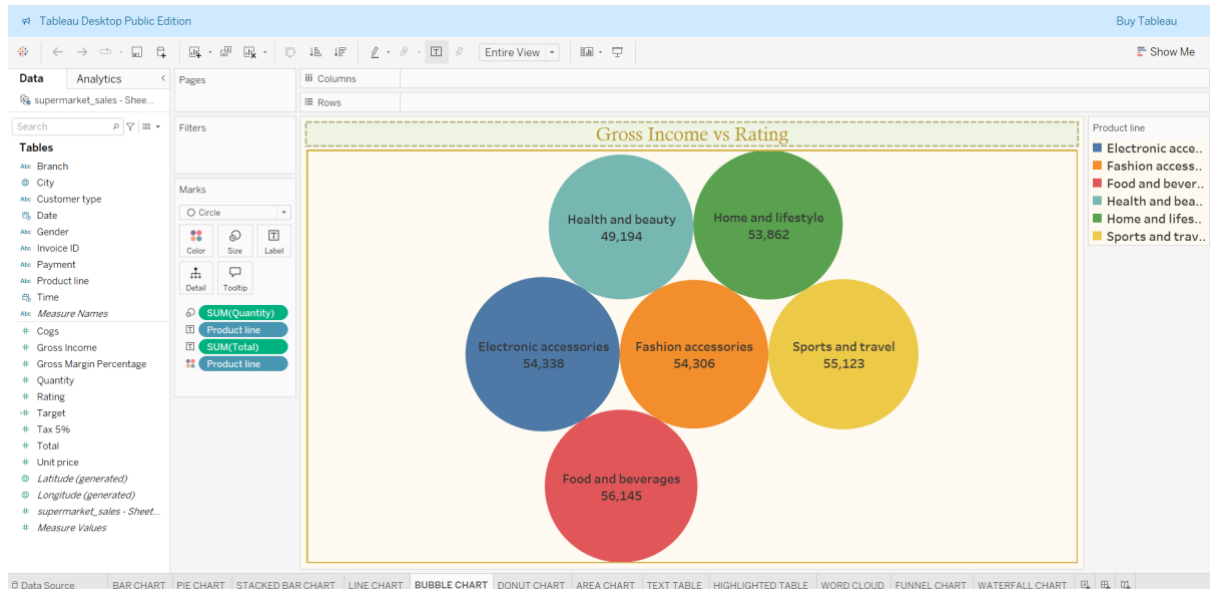 Tableau Desktop Public Edition
Buy Tableau
Entire View
Show Me
Data
Analytics
supermarket_sales - Shee...
Search
Tables
Abc Branch
City
Abc Customer type
Date
Abc Gender
Abc Invoice ID
Abc Payment
Abc Product line
Time
Abc Measure Names
# Cogs
# Gross Income
# Gross Margin Percentage
# Quantity
# Rating
=# Target
# Tax 5%
# Total
# Unit price
Latitude (generated)
Longitude (generated)
# supermarket_sales - Sheet...
# Measure Values
Pages
Filters
Marks
Circle
Color
Size
Label
Detail
Tooltip
SUM(Quantity)
Product line
SUM(Total)
Product line
Columns
Rows
Gross Income vs Rating
Health and beauty
49,194
Home and lifestyle
53,862
Electronic accessories
54,338
Fashion accessories
54,306
Sports and travel
55,123
Food and beverages
56,145
Product line
Electronic acce..
Fashion access..
Food and bever..
Health and bea..
Home and lifes..
Sports and trav..
Data Source
BAR CHART
PIE CHART
STACKED BAR CHART
LINE CHART
BUBBLE CHART
DONUT CHART
AREA CHART
TEXT TABLE
HIGHLIGHTED TABLE
WORD CLOUD
FUNNEL CHART
WATERFALL CHART